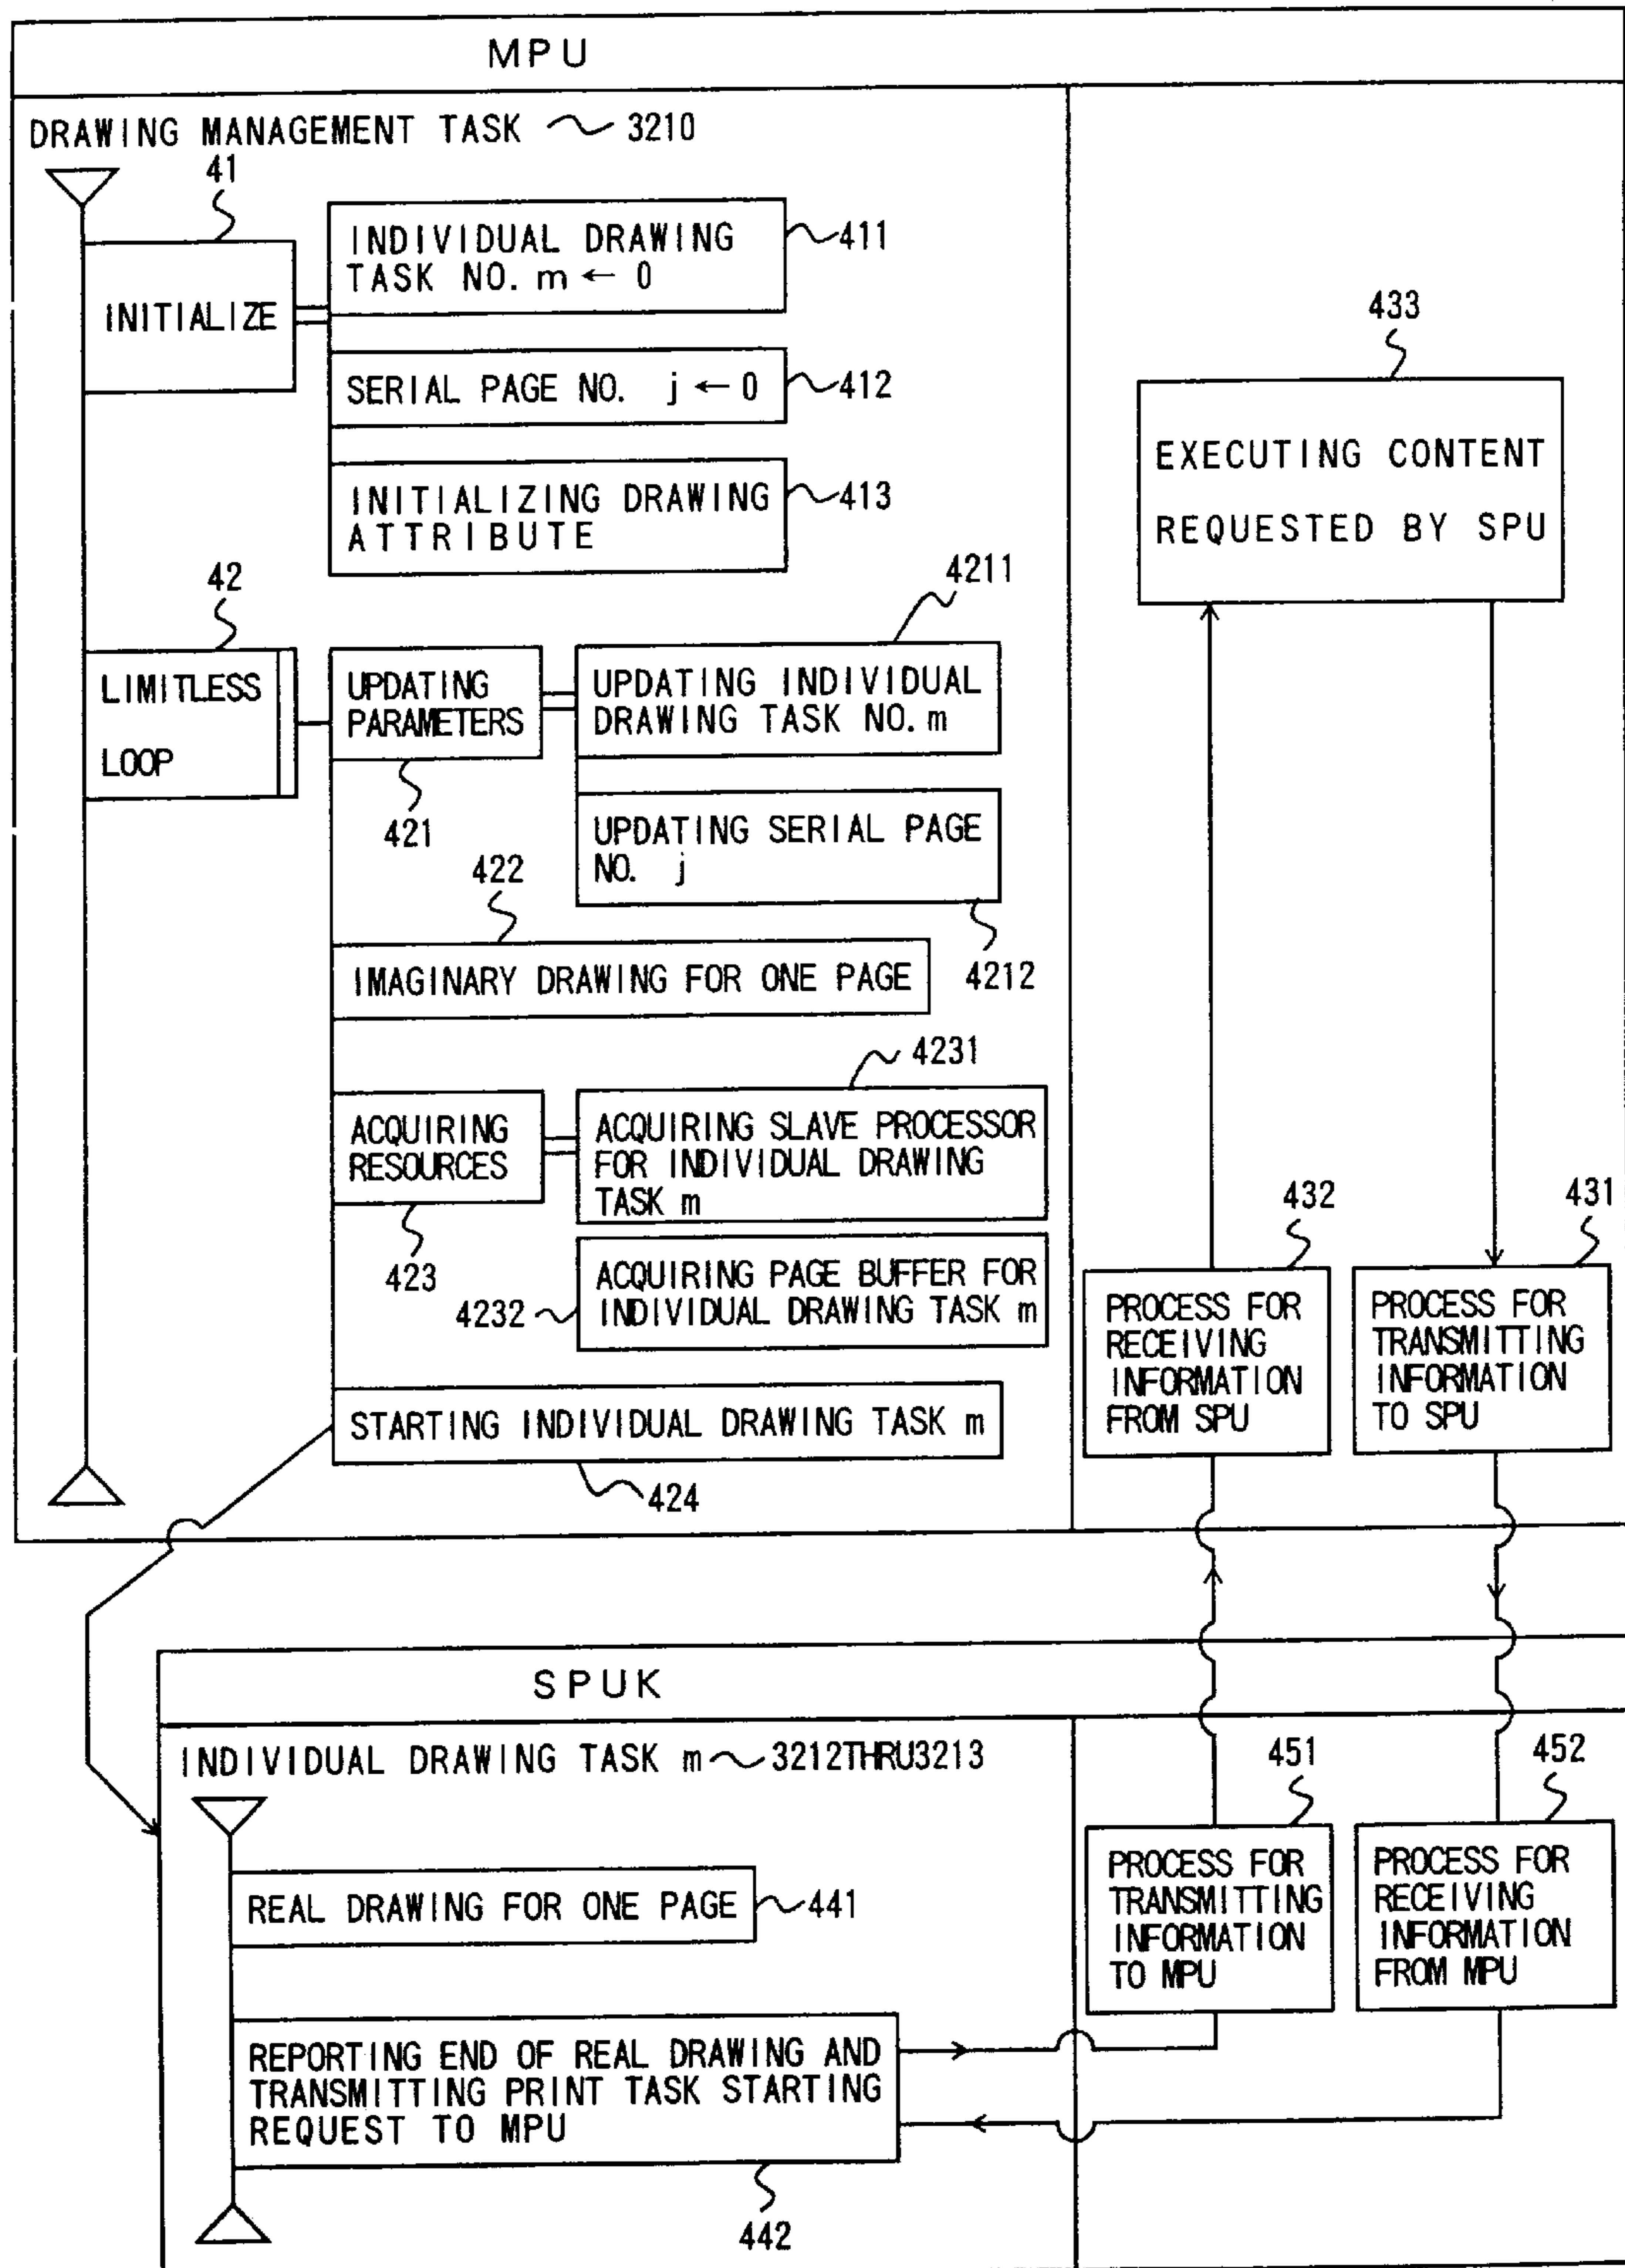 MPU
DRAWING MANAGEMENT TASK 3210
41
INDIVIDUAL DRAWING
TASK NO. m ← 0
411
INITIALIZE
SERIAL PAGE NO. j ← 0
412
INITIALIZING DRAWING
ATTRIBUTE
413
433
EXECUTING CONTENT
REQUESTED BY SPU
42
4211
LIMITLESS
LOOP
UPDATING
PARAMETERS
421
UPDATING INDIVIDUAL
DRAWING TASK NO. m
UPDATING SERIAL PAGE
NO. j
4212
422
IMAGINARY DRAWING FOR ONE PAGE
4231
ACQUIRING
RESOURCES
423
ACQUIRING SLAVE PROCESSOR
FOR INDIVIDUAL DRAWING
TASK m
4232
ACQUIRING PAGE BUFFER FOR
INDIVIDUAL DRAWING TASK m
432
PROCESS FOR
RECEIVING
INFORMATION
FROM SPU
431
PROCESS FOR
TRANSMITTING
INFORMATION
TO SPU
STARTING INDIVIDUAL DRAWING TASK m
424
SPUK
INDIVIDUAL DRAWING TASK m 3212THRU3213
REAL DRAWING FOR ONE PAGE
441
451
PROCESS FOR
TRANSMITTING
INFORMATION
TO MPU
452
PROCESS FOR
RECEIVING
INFORMATION
FROM MPU
REPORTING END OF REAL DRAWING AND
TRANSMITTING PRINT TASK STARTING
REQUEST TO MPU
442